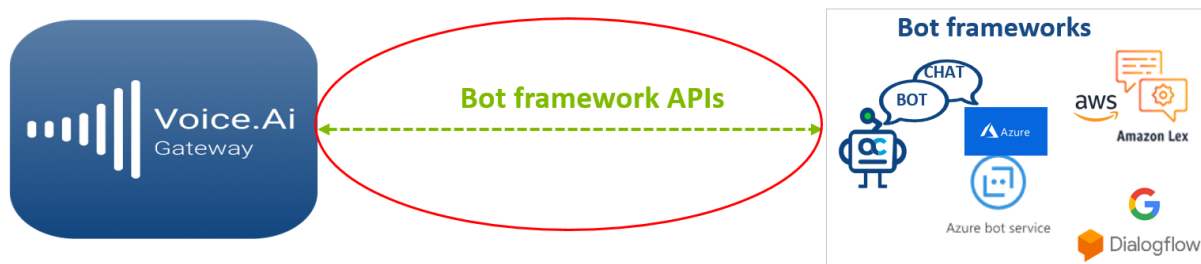 Voice.Ai
Gateway
Bot framework APIs
Bot frameworks
CHAT
BOT
Azure
Azure bot service
aws
Amazon Lex
G
Dialogflow